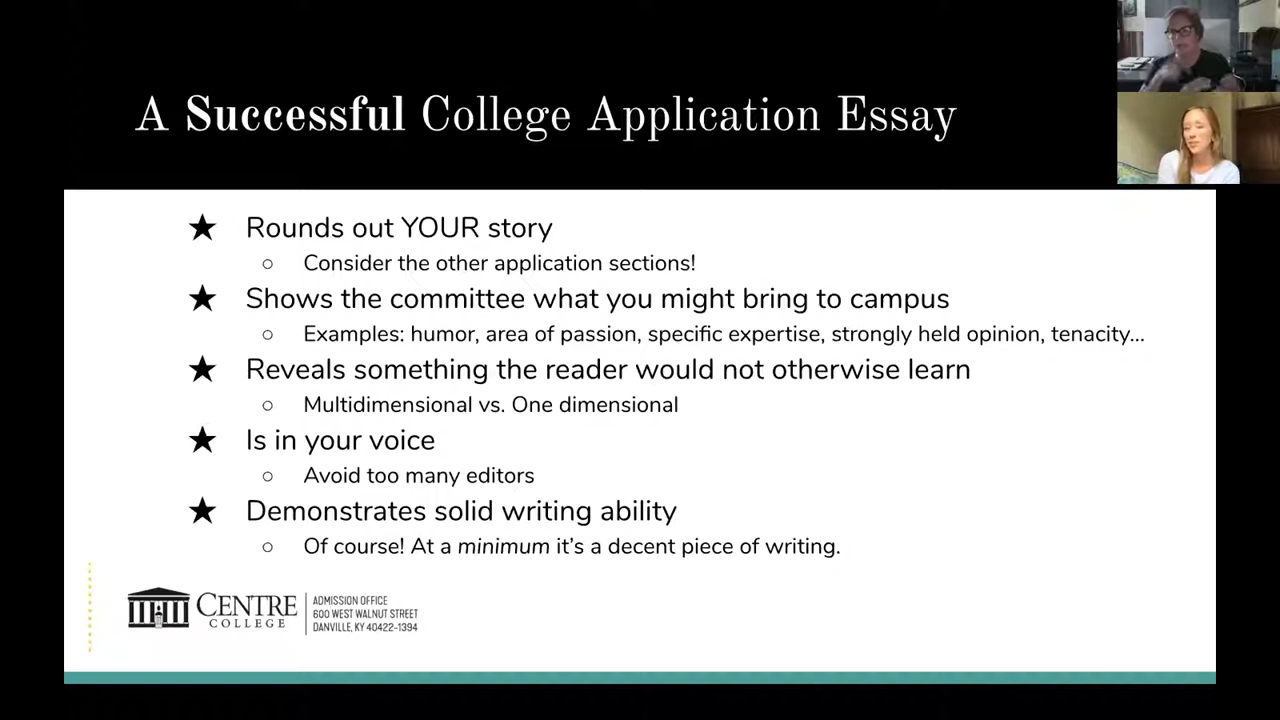 A Successful College Application Essay
★ Rounds out YOUR story
○ Consider the other application sections!
★ Shows the committee what you might bring to campus
○ Examples: humor, area of passion, specific expertise, strongly held opinion, tenacity...
★ Reveals something the reader would not otherwise learn
○ Multidimensional vs. One dimensional
★ Is in your voice
○ Avoid too many editors
★ Demonstrates solid writing ability
○ Of course! At a minimum it's a decent piece of writing.
CENTRE
COLLEGE
ADMISSION OFFICE
600 WEST WALNUT STREET
DANVILLE, KY 40422-1394